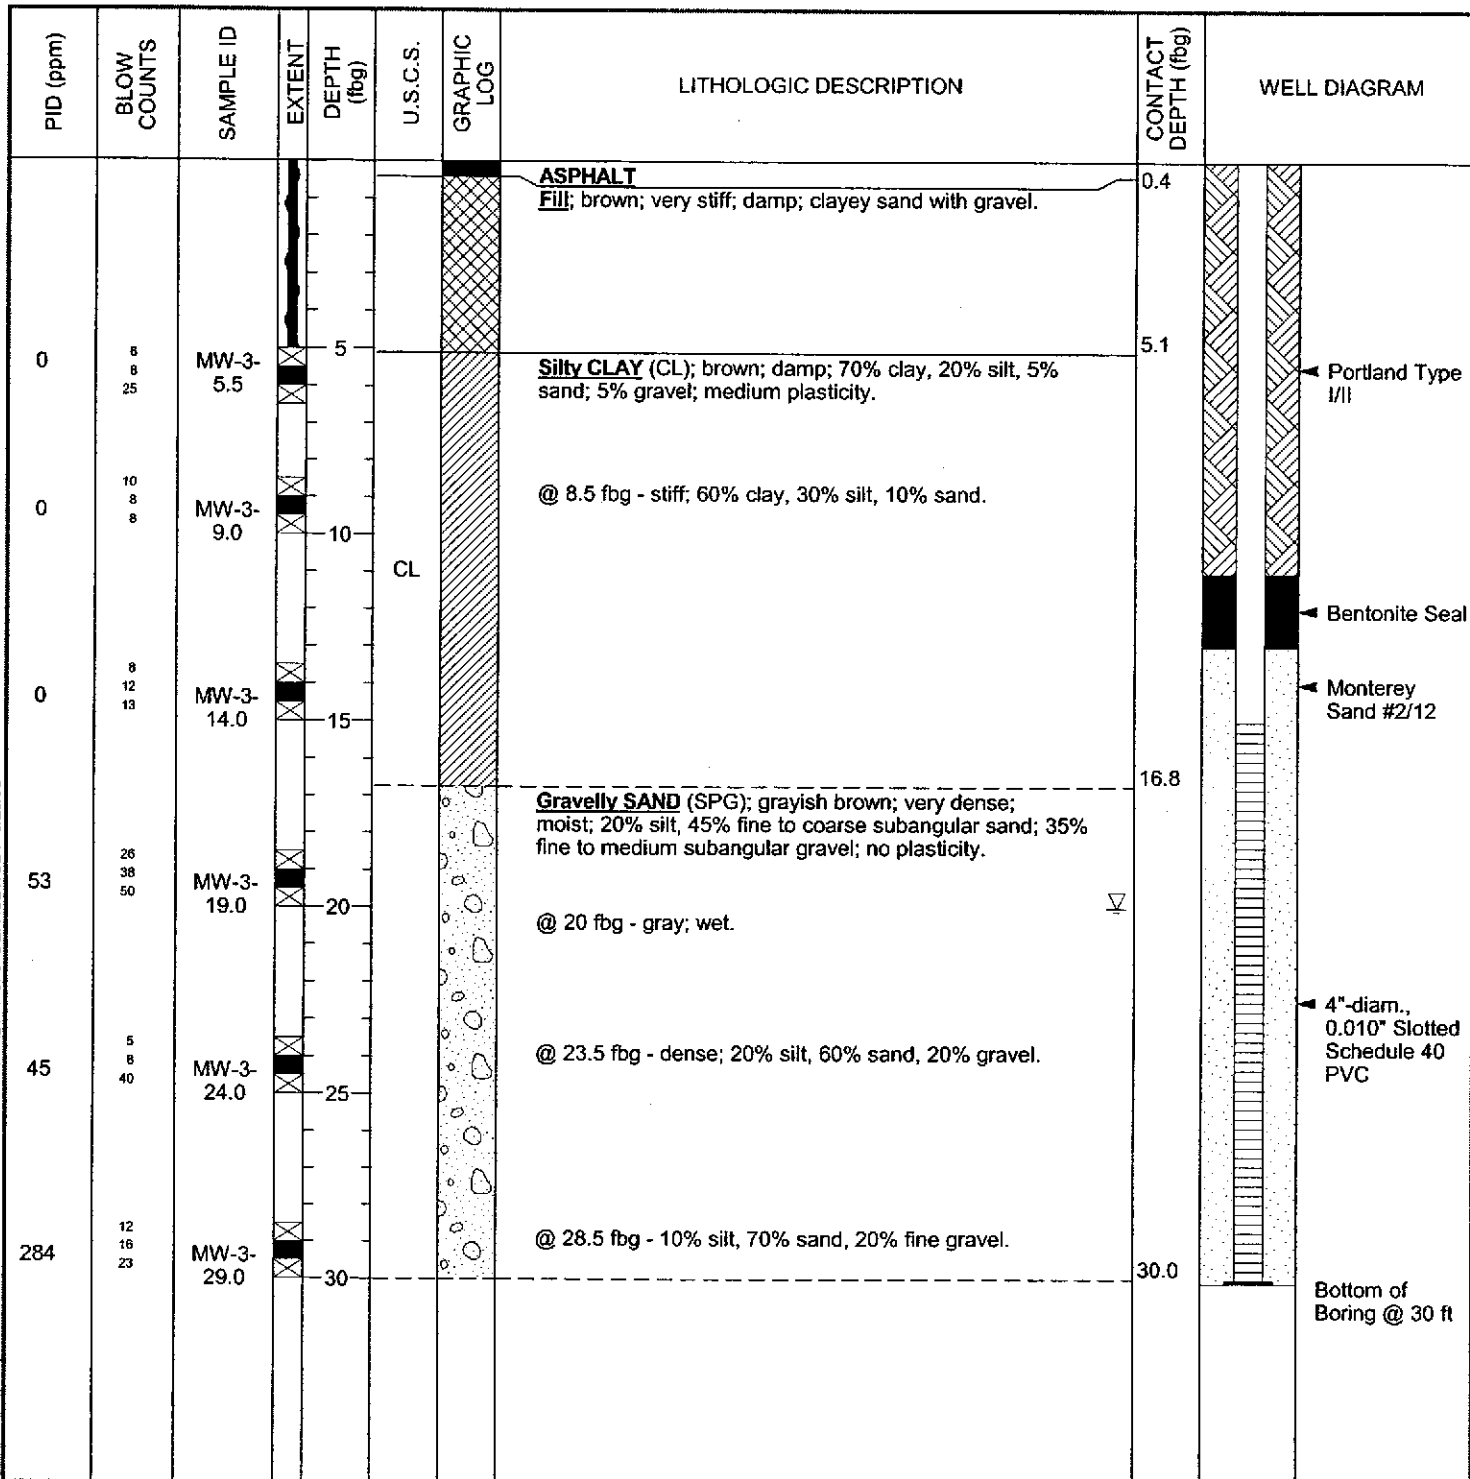 PID (ppm)
BLOW
COUNTS
SAMPLE ID
EXTENT
DEPTH
(fbg)
U.S.C.S.
GRAPHIC
LOG
LITHOLOGIC DESCRIPTION
CONTACT
DEPTH (fbg)
WELL DIAGRAM
ASPHALT
0.4
Fill; brown; very stiff; damp; clayey sand with gravel.
5
5.1
0
8
25
MW-3-
5.5
Silty CLAY (CL); brown; damp; 70% clay, 20% silt, 5%
sand; 5% gravel; medium plasticity.
Portland Type
I/II
0
10
8
8
MW-3-
9.0
@ 8.5 fbg - stiff; 60% clay, 30% silt, 10% sand.
10
CL
Bentonite Seal
0
8
12
13
MW-3-
14.0
15
Monterey
Sand #2/12
16.8
Gravelly SAND (SPG); grayish brown; very dense;
moist; 20% silt, 45% fine to coarse subangular sand; 35%
fine to medium subangular gravel; no plasticity.
53
26
38
50
MW-3-
19.0
20
@ 20 fbg - gray; wet.
4"-diam.,
0.010" Slotted
Schedule 40
PVC
45
5
40
MW-3-
24.0
@ 23.5 fbg - dense; 20% silt, 60% sand, 20% gravel.
25
284
12
16
23
MW-3-
29.0
@ 28.5 fbg - 10% silt, 70% sand, 20% fine gravel.
30
30.0
Bottom of
Boring @ 30 ft